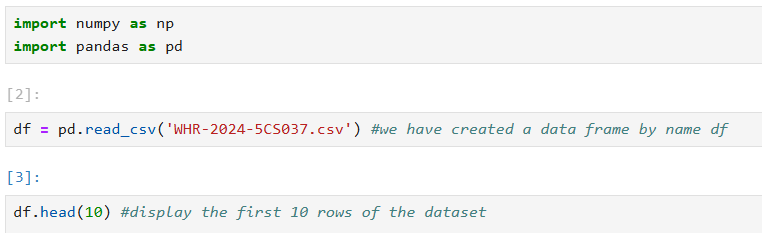 import numpy as np
import pandas as pd
[2]:
df = pd.read_csv('WHR-2024-5CS037.csv') #we have created a data frame by name df
[3]:
df.head(10) #display the first 10 rows of the dataset